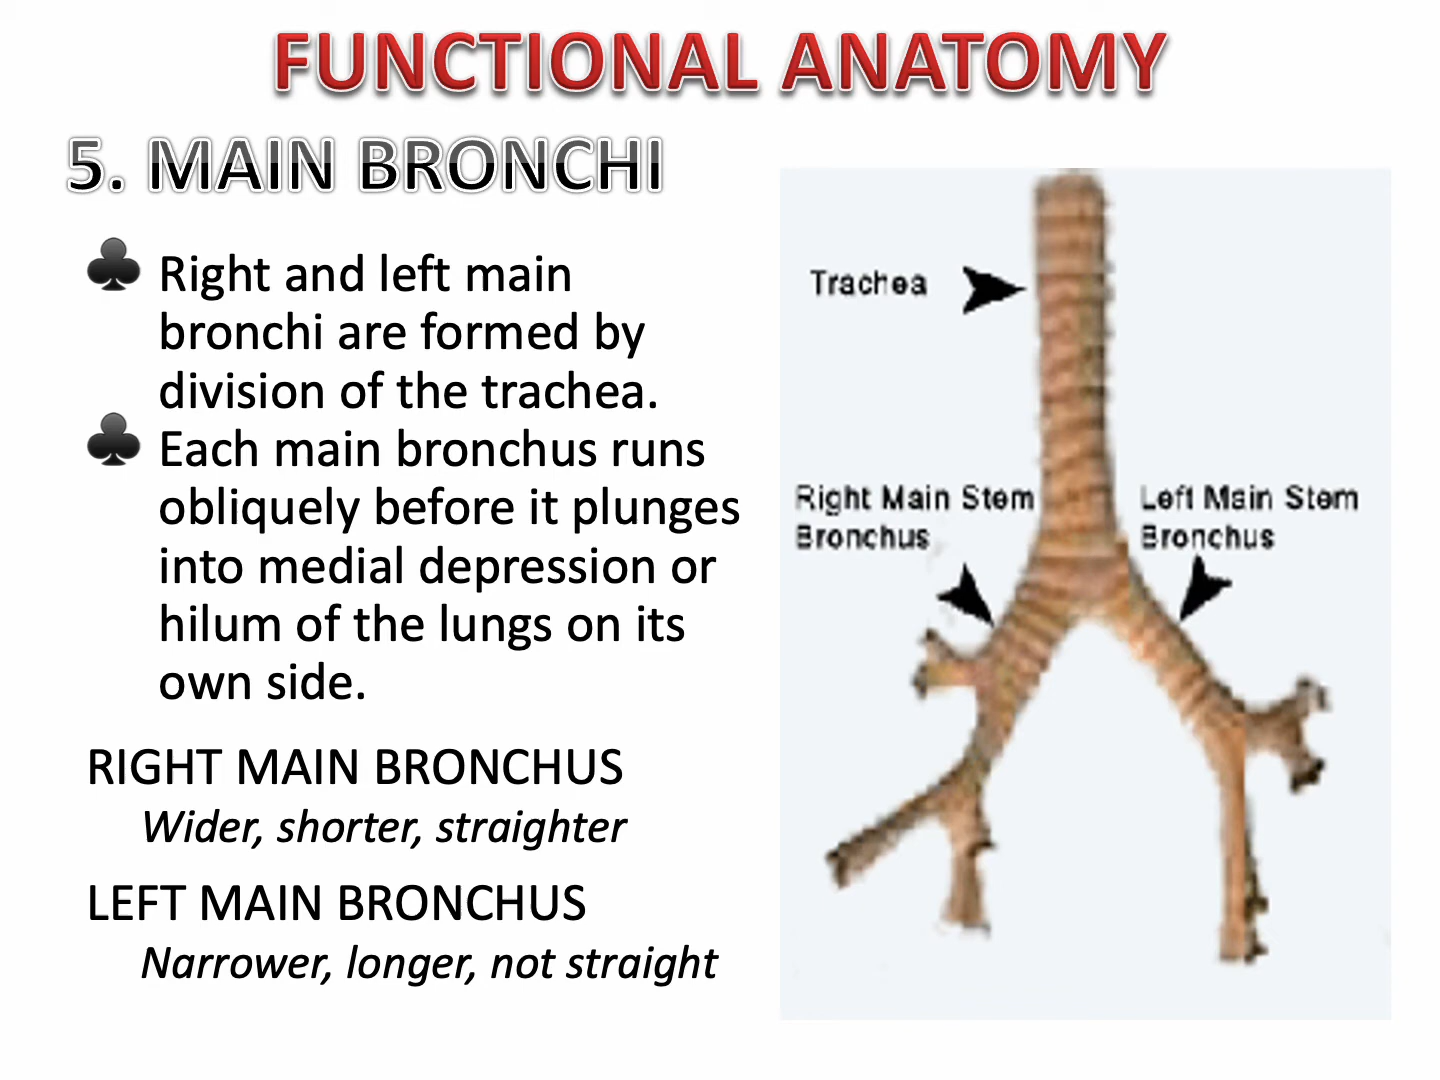 FUNCTIONAL ANATOMY
5. MAIN BRONCHI
♣ Right and left main
bronchi are formed by
division of the trachea.
♣ Each main bronchus runs
obliquely before it plunges
into medial depression or
hilum of the lungs on its
own side.
RIGHT MAIN BRONCHUS
Wider, shorter, straighter
LEFT MAIN BRONCHUS
Narrower, longer, not straight
Trachea
Right Main Stem
Bronchus
Left Main Stem
Bronchus